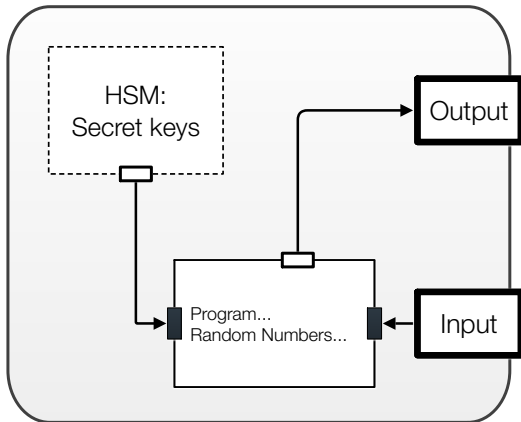 HSM:
Secret keys
Output
Program...
Random Numbers...
Input